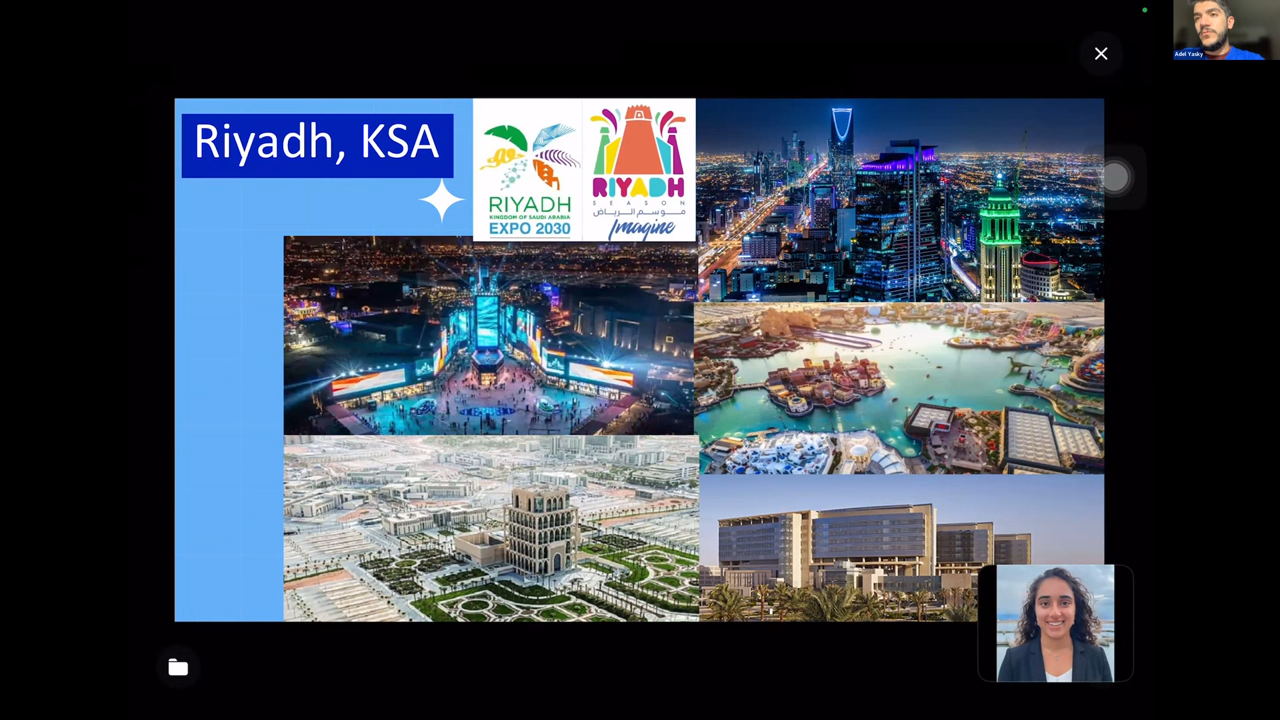 Adel Yasky
Riyadh, KSA
RIYADH
KINGDOM OF SAUDI ARABIA
EXPO 2030
RIYADH
SEASON
موسم الرياض
Imagine